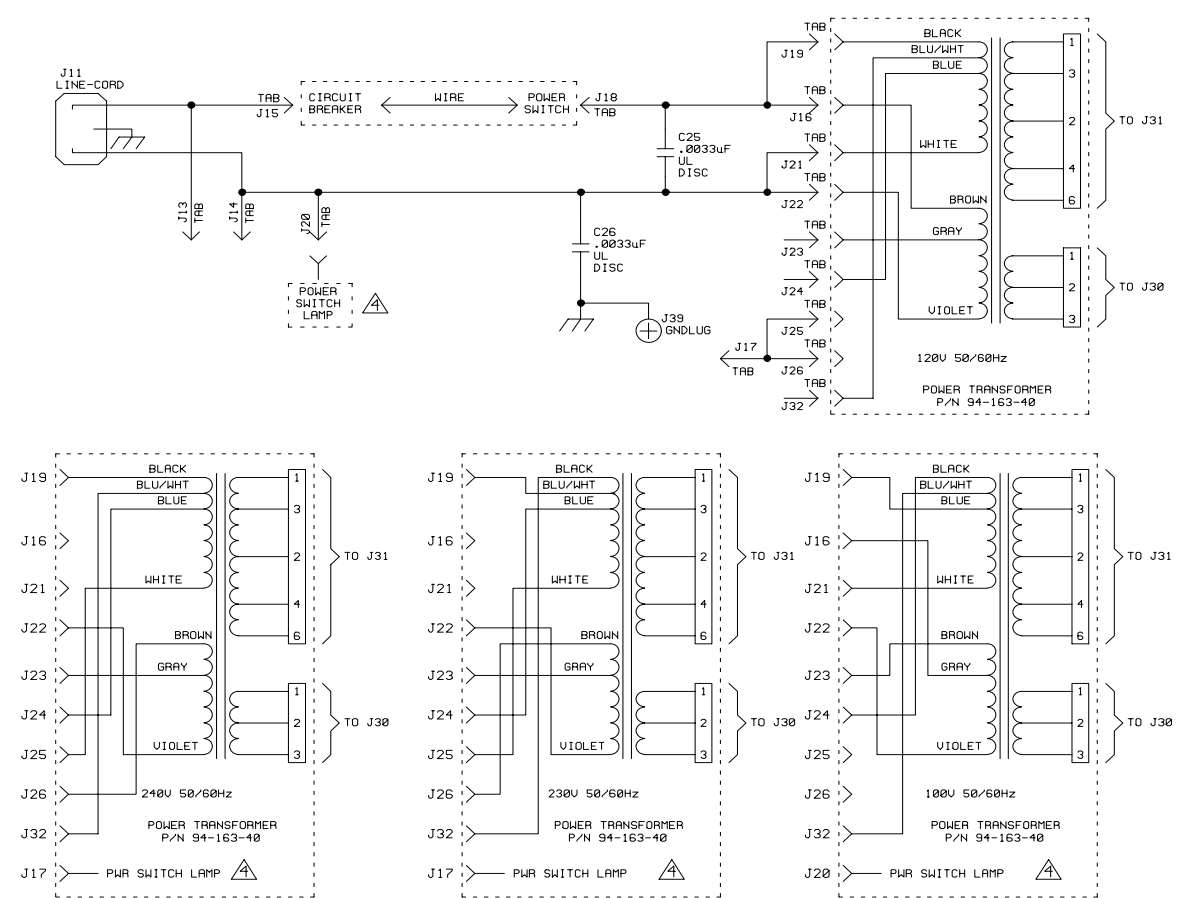 J11
LINE-CORD
TAB
J15
CIRCUIT
BREAKER
WIRE
POWER
SWITCH
J18
TAB
C25
.0033uF
UL
DISC
C26
.0033uF
UL
DISC
J13
TAB
J14
TAB
J20
TAB
POWER
SWITCH
LAMP
4
J39
GNDLUG
J17
TAB
TAB
J19
TAB
J16
TAB
J21
TAB
J22
TAB
J23
TAB
J24
TAB
J25
TAB
J26
TAB
J32
BLACK
BLU/WHT
BLUE
WHITE
BROWN
GRAY
VIOLET
1
3
2
4
6
TO J31
1
2
3
TO J30
120V 50/60Hz
POWER TRANSFORMER
P/N 94-163-40
J19
J16
J21
J22
J23
J24
J25
J26
J32
J17
BLACK
BLU/WHT
BLUE
WHITE
BROWN
GRAY
VIOLET
1
3
2
4
6
TO J31
1
2
3
TO J30
240V 50/60Hz
POWER TRANSFORMER
P/N 94-163-40
PWR SWITCH LAMP 4
J19
J16
J21
J22
J23
J24
J25
J26
J32
J17
BLACK
BLU/WHT
BLUE
WHITE
BROWN
GRAY
VIOLET
1
3
2
4
6
TO J31
1
2
3
TO J30
230V 50/60Hz
POWER TRANSFORMER
P/N 94-163-40
PWR SWITCH LAMP 4
J19
J16
J21
J22
J23
J24
J25
J26
J32
J20
BLACK
BLU/WHT
BLUE
WHITE
BROWN
GRAY
VIOLET
1
3
2
4
6
TO J31
1
2
3
TO J30
100V 50/60Hz
POWER TRANSFORMER
P/N 94-163-40
PWR SWITCH LAMP 4